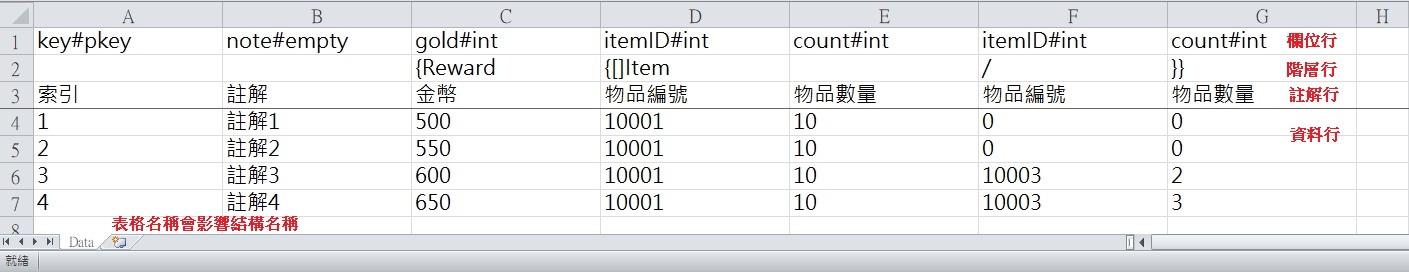 A B C D E F G H
1 key#pkey note#empty gold#int itemID#int count#int itemID#int count#int 欄位行
2 {Reward {[]Item / }} 階層行
3 索引 註解 金幣 物品編號 物品數量 物品編號 物品數量 註解行
4 1 註解1 500 10001 10 0 0
資料行
5 2 註解2 550 10001 10 0 0
6 3 註解3 600 10001 10 10003 2
7 4 註解4 650 10001 10 10003 3
8 表格名稱會影響結構名稱
Data
就緒